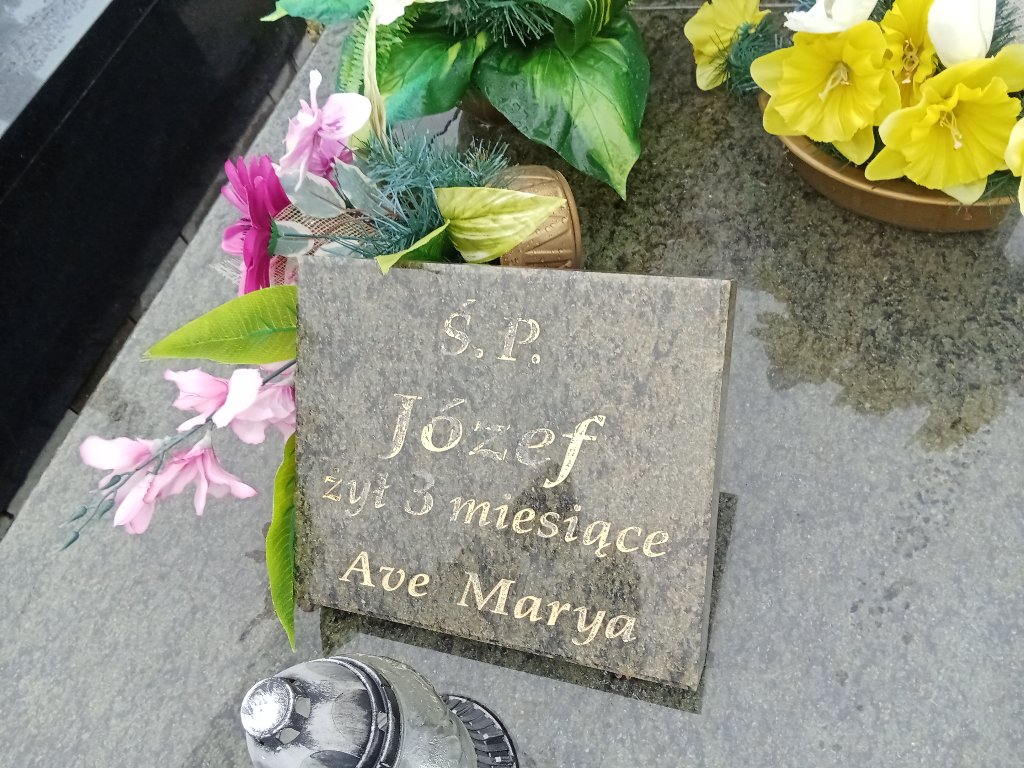 Ś. P.
Józef
żył 3 miesiące
Ave Marya